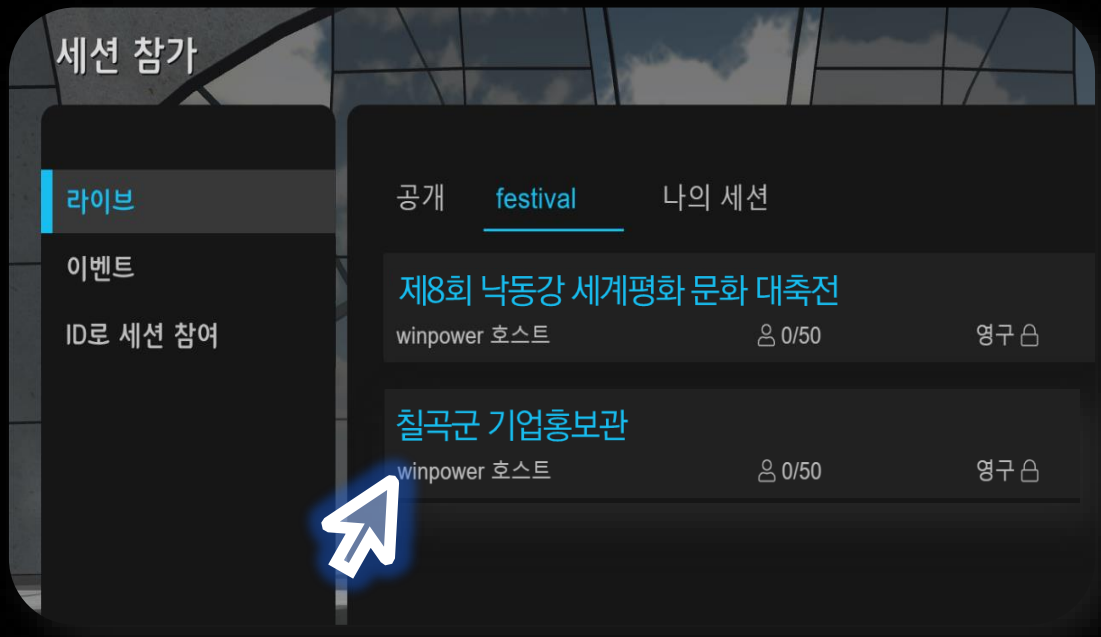 세션 참가
라이브
이벤트
ID로 세션 참여
공개 festival 나의 세션
제8회 낙동강 세계평화 문화 대축전
winpower 호스트 0/50 영구
칠곡군 기업홍보관
winpower 호스트 0/50 영구